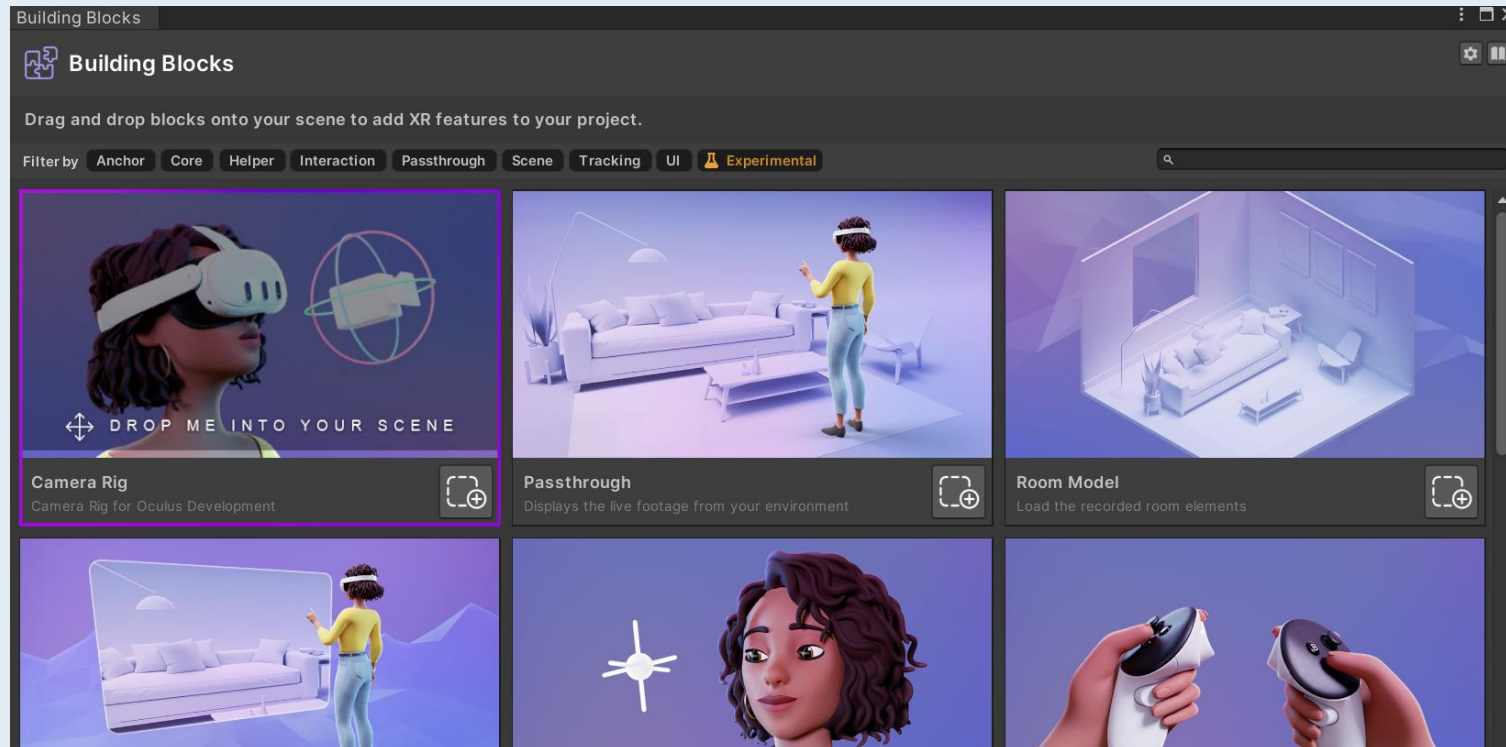 Building Blocks
Building Blocks
Drag and drop blocks onto your scene to add XR features to your project.
Filter by Anchor Core Helper Interaction Passthrough Scene Tracking UI Experimental
DROP ME INTO YOUR SCENE
Camera Rig
Camera Rig for Oculus Development
Passthrough
Displays the live footage from your environment
Room Model
Load the recorded room elements